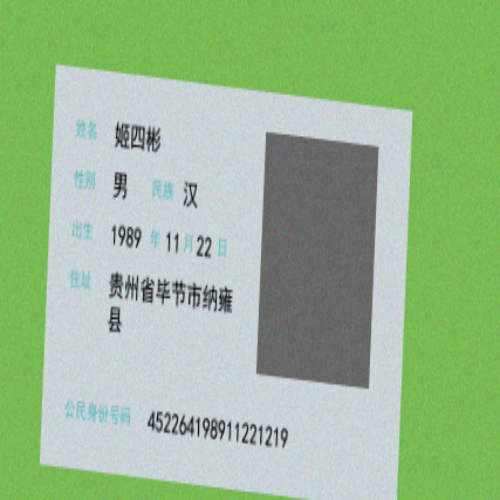 姓名 姬四彬
性别 男 民族 汉
出生 1989 年 11 月 22 日
住址 贵州省毕节市纳雍
县
公民身份号码 452264198911221219